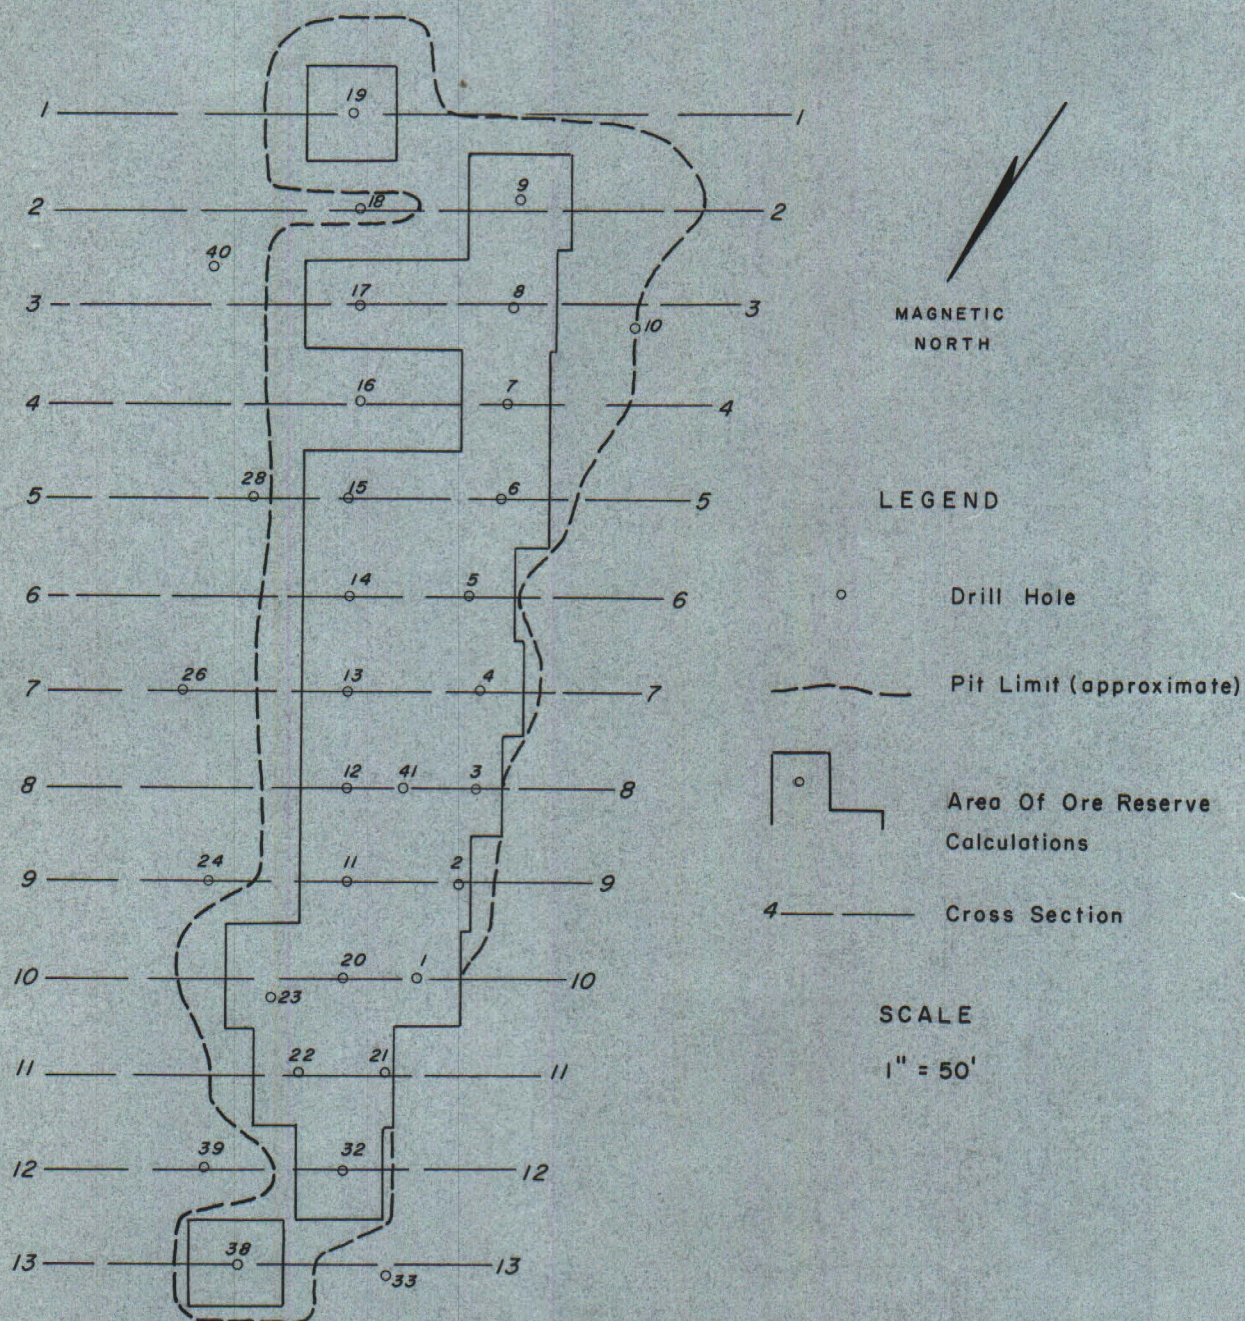 19
1 1
9
2 18 2
40
3 17 8 3
10
MAGNETIC
NORTH
16 7
4 4
28 15 6
5 5
LEGEND
14 5
6 6
Drill Hole
26 13 4
7 7
Pit Limit (approximate)
12 41 3
8 8
Area Of Ore Reserve
Calculations
24 11 2
9 9
4 Cross Section
20 1
10 10
23
SCALE
22 21
11 11
1" = 50'
39 32
12 12
38
13 13
33